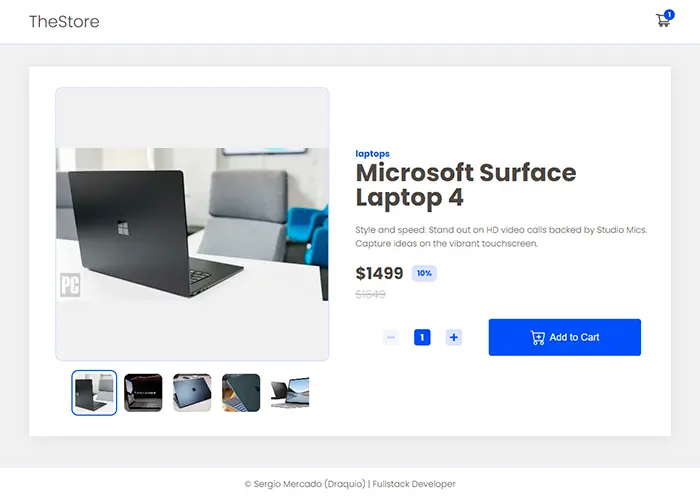 TheStore
1
laptops
Microsoft Surface
Laptop 4
Style and speed. Stand out on HD video calls backed by Studio Mics.
Capture ideas on the vibrant touchscreen.
$1499 10%
$1649
− 1 + Add to Cart
PC
© Sergio Mercado (Draquio) | Fullstack Developer